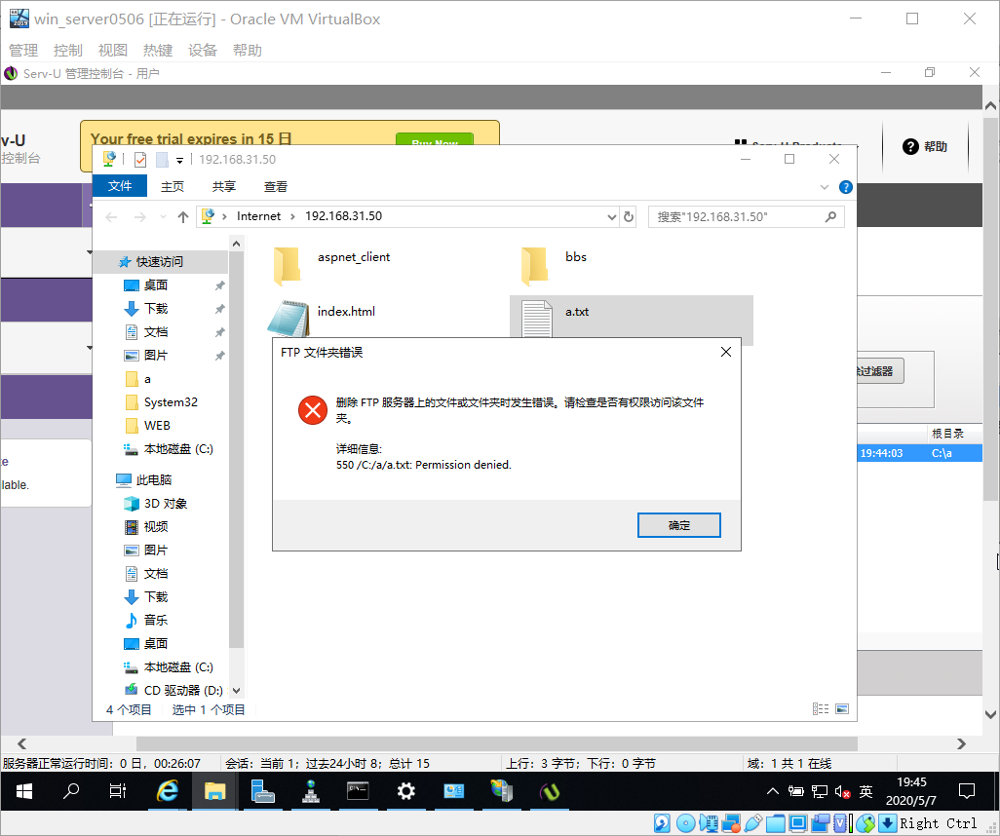 win_server0506 [正在运行] - Oracle VM VirtualBox
管理 控制 视图 热键 设备 帮助
Serv-U 管理控制台 - 用户
Your free trial expires in 15 日
Buy Now
v-U
控制台
Serv-U Products
帮助
192.168.31.50
文件 主页 共享 查看
Internet 192.168.31.50
搜索"192.168.31.50"
快速访问
桌面
下载
文档
图片
a
System32
WEB
本地磁盘 (C:)
此电脑
3D 对象
视频
图片
文档
下载
音乐
桌面
本地磁盘 (C:)
CD 驱动器 (D:)
aspnet_client
bbs
index.html
a.txt
FTP 文件夹错误
删除 FTP 服务器上的文件或文件夹时发生错误。请检查是否有权限访问该文件
夹。
详细信息:
550 /C:/a/a.txt: Permission denied.
确定
过滤器
根目录
19:44:03 C:\a
te
lable.
4 个项目 选中 1 个项目
服务器正常运行时间: 0 日, 00:26:07 会话: 当前 1; 过去24小时 8; 总计 15 上行: 3 字节; 下行: 0 字节 域: 1 共 1 在线
英
19:45
2020/5/7
Right Ctrl